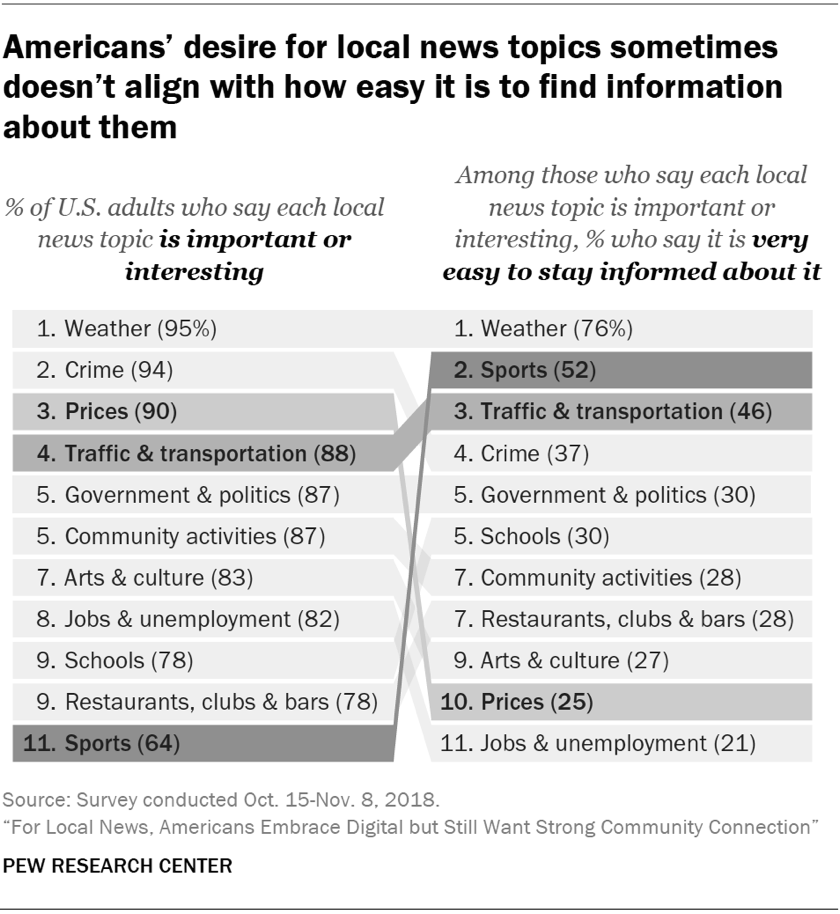 Americans’ desire for local news topics sometimes
doesn’t align with how easy it is to find information
about them
% of U.S. adults who say each local
news topic is important or
interesting
Among those who say each local
news topic is important or
interesting, % who say it is very
easy to stay informed about it
1. Weather (95%)
2. Crime (94)
3. Prices (90)
4. Traffic & transportation (88)
5. Government & politics (87)
5. Community activities (87)
7. Arts & culture (83)
8. Jobs & unemployment (82)
9. Schools (78)
9. Restaurants, clubs & bars (78)
11. Sports (64)
1. Weather (76%)
2. Sports (52)
3. Traffic & transportation (46)
4. Crime (37)
5. Government & politics (30)
5. Schools (30)
7. Community activities (28)
7. Restaurants, clubs & bars (28)
9. Arts & culture (27)
10. Prices (25)
11. Jobs & unemployment (21)
Source: Survey conducted Oct. 15-Nov. 8, 2018.
“For Local News, Americans Embrace Digital but Still Want Strong Community Connection”
PEW RESEARCH CENTER